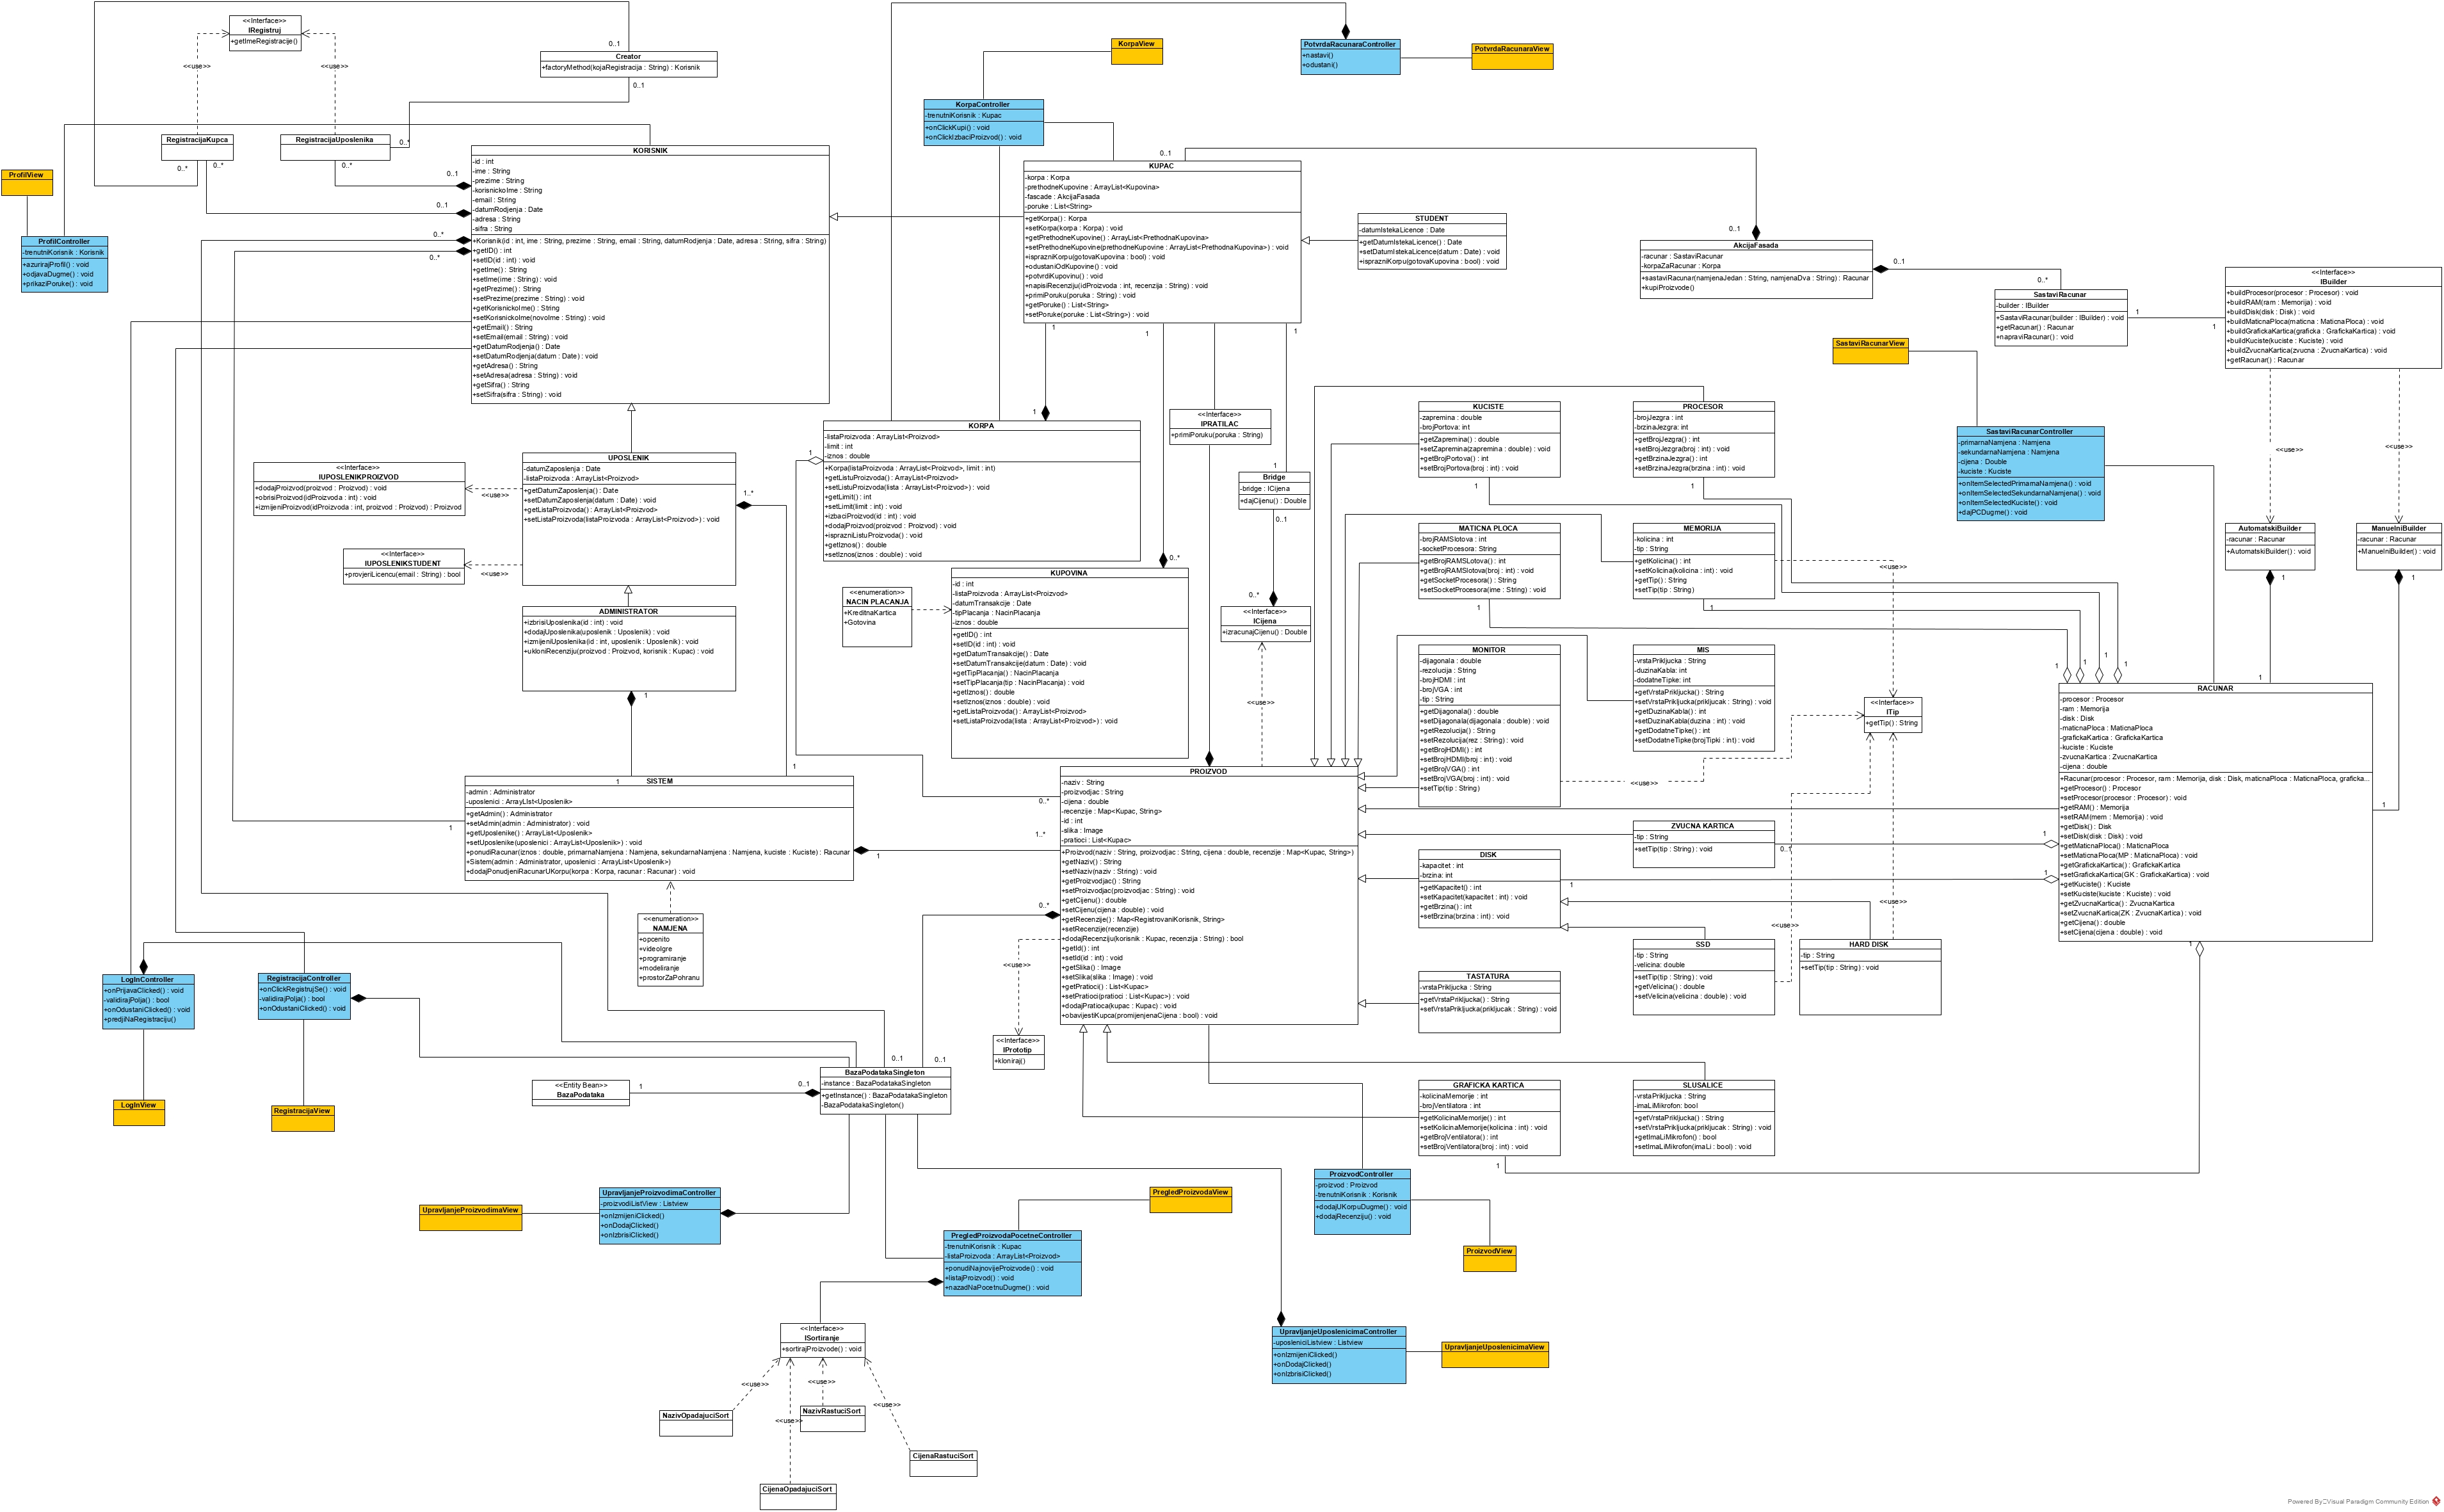 <<Interface>>
IRegistruj
+getImeRegistracije()
<<use>>
<<use>>
0..1
Creator
+factoryMethod(kojaRegistracija : String) : Korisnik
0..1
KorpaView
PotvrdaRacunaraController
+nastavi()
+odustani()
PotvrdaRacunaraView
KorpaController
-trenutniKorisnik : Kupac
+onClickKupi() : void
+onClickIzbaciProizvod() : void
RegistracijaKupca
RegistracijaUposlenika
0..*
0..*
0..*
0..*
0..1
0..1
0..*
0..*
ProfilView
ProfilController
-trenutniKorisnik : Korisnik
+azurirajProfil() : void
+odjavaDugme() : void
+prikaziPoruke() : void
KORISNIK
-id : int
-ime : String
-prezime : String
-korisnickoIme : String
-email : String
-datumRodjenja : Date
-adresa : String
-sifra : String
+Korisnik(id : int, ime : String, prezime : String, email : String, datumRodjenja : Date, adresa : String, sifra : String)
+getID() : int
+setID(id : int) : void
+getIme() : String
+setIme(ime : String) : void
+getPrezime() : String
+setPrezime(prezime : String) : void
+getKorisnickoIme() : String
+setKorisnickoIme(novoIme : String) : void
+getEmail() : String
+setEmail(email : String) : void
+getDatumRodjenja() : Date
+setDatumRodjenja(datum : Date) : void
+getAdresa() : String
+setAdresa(adresa : String) : void
+getSifra() : String
+setSifra(sifra : String) : void
0..1
KUPAC
-korpa : Korpa
-prethodneKupovine : ArrayList<Kupovina>
-fascade : AkcijaFasada
-poruke : List<String>
+getKorpa() : Korpa
+setKorpa(korpa : Korpa) : void
+getPrethodneKupovine() : ArrayList<PrethodnaKupovina>
+setPrethodneKupovine(prethodneKupovine : ArrayList<PrethodnaKupovina>) : void
+isprazniKorpu(gotovaKupovina : bool) : void
+odustaniOdKupovine() : void
+potvrdiKupovinu() : void
+napisiRecenziju(idProizvoda : int, recenzija : String) : void
+primiPoruku(poruka : String) : void
+getPoruke() : List<String>
+setPoruke(poruke : List<String>) : void
1
1
1
STUDENT
-datumIstekaLicence : Date
+getDatumIstekaLicence() : Date
+setDatumIstekaLicence(datum : Date) : void
+isprazniKorpu(gotovaKupovina : bool) : void
0..1
AkcijaFasada
-racunar : SastaviRacunar
-korpaZaRacunar : Korpa
+sastaviRacunar(namjenaJedan : String, namjenaDva : String) : Racunar
+kupiProizvode()
0..1
0..*
SastaviRacunar
-builder : IBuilder
+SastaviRacunar(builder : IBuilder) : void
+getRacunar() : Racunar
+napraviRacunar() : void
1
1
<<Interface>>
IBuilder
+buildProcesor(procesor : Procesor) : void
+buildRAM(ram : Memorija) : void
+buildDisk(disk : Disk) : void
+buildMaticnaPloca(maticna : MaticnaPloca) : void
+buildGrafickaKartica(graficka : GrafickaKartica) : void
+buildKuciste(kuciste : Kuciste) : void
+buildZvucnaKartica(zvucna : ZvucnaKartica) : void
+getRacunar() : Racunar
<<use>>
<<use>>
SastaviRacunarView
SastaviRacunarController
-primarnaNamjena : Namjena
-sekundarnaNamjena : Namjena
-cijena : Double
-kuciste : Kuciste
+onItemSelectedPrimarnaNamjena() : void
+onItemSelectedSekundarnaNamjena() : void
+onItemSelectedKuciste() : void
+dajPCDugme() : void
AutomatskiBuilder
-racunar : Racunar
+AutomatskiBuilder() : void
1
1
ManuelniBuilder
-racunar : Racunar
+ManuelniBuilder() : void
1
1
<<Interface>>
IUPOSLENIKPROIZVOD
+dodajProizvod(proizvod : Proizvod) : void
+obrisiProizvod(idProizvoda : int) : void
+izmijeniProizvod(idProizvoda : int, proizvod : Proizvod) : Proizvod
<<use>>
<<Interface>>
IUPOSLENIKSTUDENT
+provjeriLicencu(email : String) : bool
<<use>>
UPOSLENIK
-datumZaposlenja : Date
-listaProizvoda : ArrayList<Proizvod>
+getDatumZaposlenja() : Date
+setDatumZaposlenja(datum : Date) : void
+getListaProizvoda() : ArrayList<Proizvod>
+setListaProizvoda(listaProizvoda : ArrayList<Proizvod>) : void
1..*
ADMINISTRATOR
+izbrisiUposlenika(id : int) : void
+dodajUposlenika(uposlenik : Uposlenik) : void
+izmijeniUposlenika(id : int, uposlenik : Uposlenik) : void
+ukloniRecenziju(proizvod : Proizvod, korisnik : Kupac) : void
1
1
KORPA
-listaProizvoda : ArrayList<Proizvod>
-limit : int
-iznos : double
+Korpa(listaProizvoda : ArrayList<Proizvod>, limit : int)
+getListuProizvoda() : ArrayList<Proizvod>
+setListuProizvoda(lista : ArrayList<Proizvod>) : void
+getLimit() : int
+setLimit(limit : int) : void
+izbaciProizvod(id : int) : void
+dodajProizvod(proizvod : Proizvod) : void
+isprazniListuProizvoda() : void
+getIznos() : double
+setIznos(iznos : double) : void
1
1
<<Interface>>
IPRATILAC
+primiPoruku(poruka : String)
Bridge
-bridge : ICijena
+dajCijenu() : Double
1
0..1
0..*
<<Interface>>
ICijena
+izracunajCijenu() : Double
<<use>>
<<enumeration>>
NACIN PLACANJA
+KreditnaKartica
+Gotovina
0..*
KUPOVINA
-id : int
-listaProizvoda : ArrayList<Proizvod>
-datumTransakcije : Date
-tipPlacanja : NacinPlacanja
-iznos : double
+getID() : int
+setID(id : int) : void
+getDatumTransakcije() : Date
+setDatumTransakcije(datum : Date) : void
+getTipPlacanja() : NacinPlacanja
+setTipPlacanja(tip : NacinPlacanja) : void
+getIznos() : double
+setIznos(iznos : double) : void
+getListaProizvoda() : ArrayList<Proizvod>
+setListaProizvoda(lista : ArrayList<Proizvod>) : void
KUCISTE
-zapremina : double
-brojPortova: int
+getZapremina() : double
+setZapremina(zapremina : double) : void
+getBrojPortova() : int
+setBrojPortova(broj : int) : void
1
PROCESOR
-brojJezgra : int
-brzinaJezgra: int
+getBrojJezgra() : int
+setBrojJezgra(broj : int) : void
+getBrzinaJezgra() : int
+setBrzinaJezgra(brzina : int) : void
1
MATICNA PLOCA
-brojRAMSlotova : int
-socketProcesora: String
+getBrojRAMSLotova() : int
+setBrojRAMSlotova(broj : int) : void
+getSocketProcesora() : String
+setSocketProcesora(ime : String) : void
1
MEMORIJA
-kolicina : int
-tip : String
+getKolicina() : int
+setKolicina(kolicina : int) : void
+getTip() : String
+setTip(tip : String)
1
<<use>>
MONITOR
-dijagonala : double
-rezolucija : String
-brojHDMI : int
-brojVGA : int
-tip : String
+getDijagonala() : double
+setDijagonala(dijagonala : double) : void
+getRezolucija() : String
+setRezolucija(rez : String) : void
+getBrojHDMI() : int
+setBrojHDMI(broj : int) : void
+getBrojVGA() : int
+setBrojVGA(broj : int) : void
+setTip(tip : String)
<<use>>
MIS
-vrstaPrikljucka : String
-duzinaKabla: int
-dodatneTipke: int
+getVrstaPrikljucka() : String
+setVrstaPrikljucka(prikljucak : String) : void
+getDuzinaKabla() : int
+setDuzinaKabla(duzina : int) : void
+getDodatneTipke() : int
+setDodatneTipke(brojTipki : int) : void
<<Interface>>
ITip
+getTip() : String
1
1
1
1
RACUNAR
-procesor : Procesor
-ram : Memorija
-disk : Disk
-maticnaPloca : MaticnaPloca
-grafickaKartica : GrafickaKartica
-kuciste : Kuciste
-zvucnaKartica : ZvucnaKartica
-cijena : double
+Racunar(procesor : Procesor, ram : Memorija, disk : Disk, maticnaPloca : MaticnaPloca, graficka...
+getProcesor() : Procesor
+setProcesor(procesor : Procesor) : void
+getRAM() : Memorija
+setRAM(mem : Memorija) : void
+getDisk() : Disk
+setDisk(disk : Disk) : void
+getMaticnaPloca() : MaticnaPloca
+setMaticnaPloca(MP : MaticnaPloca) : void
+getGrafickaKartica() : GrafickaKartica
+setGrafickaKartica(GK : GrafickaKartica) : void
+getKuciste() : Kuciste
+setKuciste(kuciste : Kuciste) : void
+getZvucnaKartica() : ZvucnaKartica
+setZvucnaKartica(ZK : ZvucnaKartica) : void
+getCijena() : double
+setCijena(cijena : double) : void
1
1
1
SISTEM
-admin : Administrator
-uposlenici : ArrayLIst<Uposlenik>
+getAdmin() : Administrator
+setAdmin(admin : Administrator) : void
+getUposlenike() : ArrayList<Uposlenik>
+setUposlenike(uposlenici : ArrayList<Uposlenik>) : void
+ponudiRacunar(iznos : double, primarnaNamjena : Namjena, sekundarnaNamjena : Namjena, kuciste : Kuciste) : Racunar
+Sistem(admin : Administrator, uposlenici : ArrayList<Uposlenik>)
+dodajPonudjeniRacunarUKorpu(korpa : Korpa, racunar : Racunar) : void
1
1
1
<<enumeration>>
NAMJENA
+opcenito
+videoIgre
+programiranje
+modeliranje
+prostorZaPohranu
0..*
1..*
0..*
PROIZVOD
-naziv : String
-proizvodjac : String
-cijena : double
-recenzije : Map<Kupac, String>
-id : int
-slika : Image
-pratioci : List<Kupac>
+Proizvod(naziv : String, proizvodjac : String, cijena : double, recenzije : Map<Kupac, String>)
+getNaziv() : String
+setNaziv(naziv : String) : void
+getProizvodjac() : String
+setProizvodjac(naziv : String) : void
+getCijenu() : double
+setCijenu(cijena : double) : void
+getRecenzije() : Map<RegistrovaniKorisnik, String>
+setRecenzije(recenzije)
+dodajRecenziju(korisnik : Kupac, recenzija : String) : bool
+getId() : int
+setId(id : int) : void
+getSlika() : Image
+setSlika(slika : Image) : void
+getPratioci() : List<Kupac>
+setPratioci(pratioci : List<Kupac>) : void
+dodajPratioca(kupac : Kupac) : void
+obavijestiKupca(promijenjenaCijena : bool) : void
<<use>>
<<Interface>>
IPrototip
+kloniraj()
ZVUCNA KARTICA
-tip : String
+setTip(tip : String) : void
0..1
DISK
-kapacitet : int
-brzina: int
+getKapacitet() : int
+setKapacitet(kapacitet : int) : void
+getBrzina() : int
+setBrzina(brzina : int) : void
1
SSD
-tip : String
-velicina: double
+setTip(tip : String) : void
+getVelicina() : double
+setVelicina(velicina : double) : void
<<use>>
HARD DISK
-tip : String
+setTip(tip : String) : void
<<use>>
TASTATURA
-vrstaPrikljucka : String
+getVrstaPrikljucka() : String
+setVrstaPrikljucka(prikljucak : String) : void
GRAFICKA KARTICA
-kolicinaMemorije : int
-brojVentilatora : int
+getKolicinaMemorije() : int
+setKolicinaMemorije(kolicina : int) : void
+getBrojVentilatora() : int
+setBrojVentilatora(broj : int) : void
1
SLUSALICE
-vrstaPrikljucka : String
-imaLiMikrofon: bool
+getVrstaPrikljucka() : String
+setVrstaPrikljucka(prikljucak : String) : void
+getImaLiMikrofon() : bool
+setImaLiMikrofon(imaLi : bool) : void
LogInController
+onPrijavaClicked() : void
-validirajPolja() : bool
+onOdustaniClicked() : void
+predjiNaRegistraciju()
RegistracijaController
+onClickRegistrujSe() : void
-validirajPolja() : bool
+onOdustaniClicked() : void
LogInView
RegistracijaView
<<Entity Bean>>
BazaPodataka
1
0..1
0..1
0..1
BazaPodatakaSingleton
-instance : BazaPodatakaSingleton
+getInstance() : BazaPodatakaSingleton
-BazaPodatakaSingleton()
UpravljanjeProizvodimaView
UpravljanjeProizvodimaController
-proizvodiListView : Listview
+onIzmijeniClicked()
+onDodajClicked()
+onIzbrisiClicked()
PregledProizvodaView
PregledProizvodaPocetneController
-trenutniKorisnik : Kupac
-listaProizvoda : ArrayList<Proizvod>
+ponudiNajnovijeProizvode() : void
+listajProizvod() : void
+nazadNaPocetnuDugme() : void
ProizvodController
-proizvod : Proizvod
-trenutniKorisnik : Korisnik
+dodajUKorpuDugme() : void
+dodajRecenziju() : void
ProizvodView
<<Interface>>
ISortiranje
+sortirajProizvode() : void
<<use>>
<<use>>
<<use>>
<<use>>
NazivOpadajuciSort
NazivRastuciSort
CijenaRastuciSort
CijenaOpadajuciSort
UpravljanjeUposlenicimaController
-uposleniciListview : Listview
+onIzmijeniClicked()
+onDodajClicked()
+onIzbrisiClicked()
UpravljanjeUposlenicimaView
Powered By Visual Paradigm Community Edition